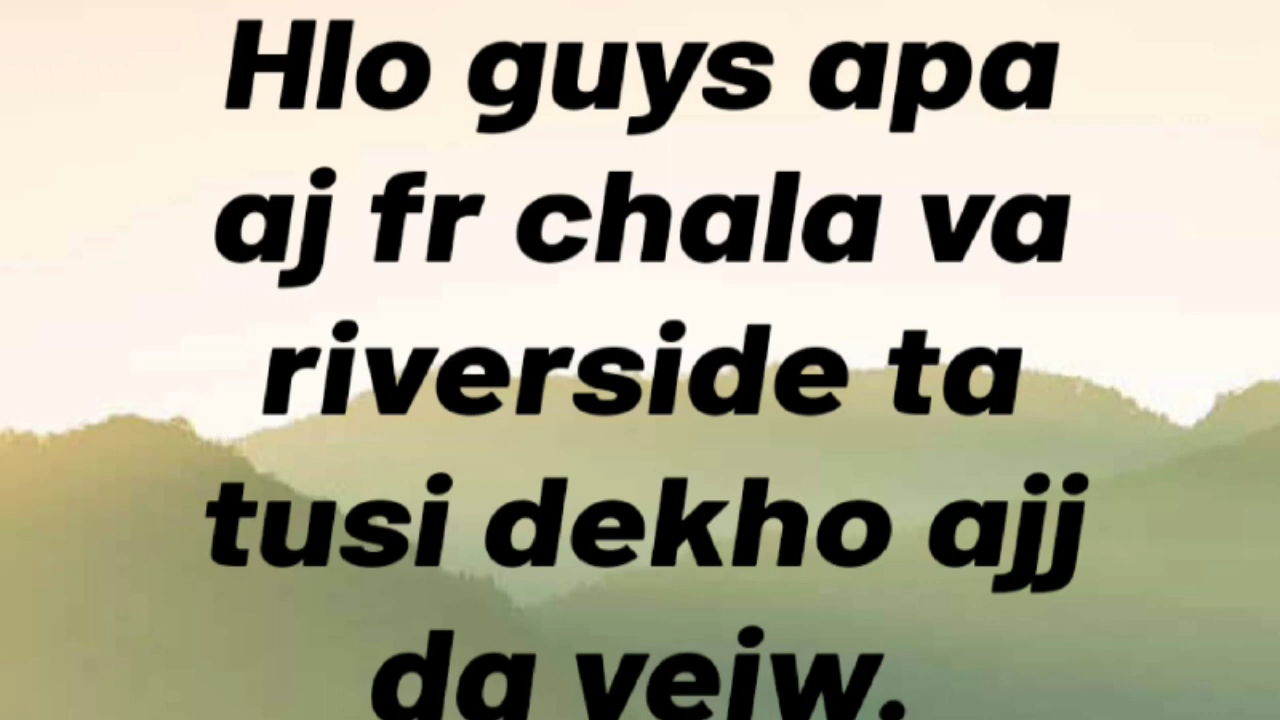 Hlo guys apa
aj fr chala va
riverside ta
tusi dekho ajj
da veiw.